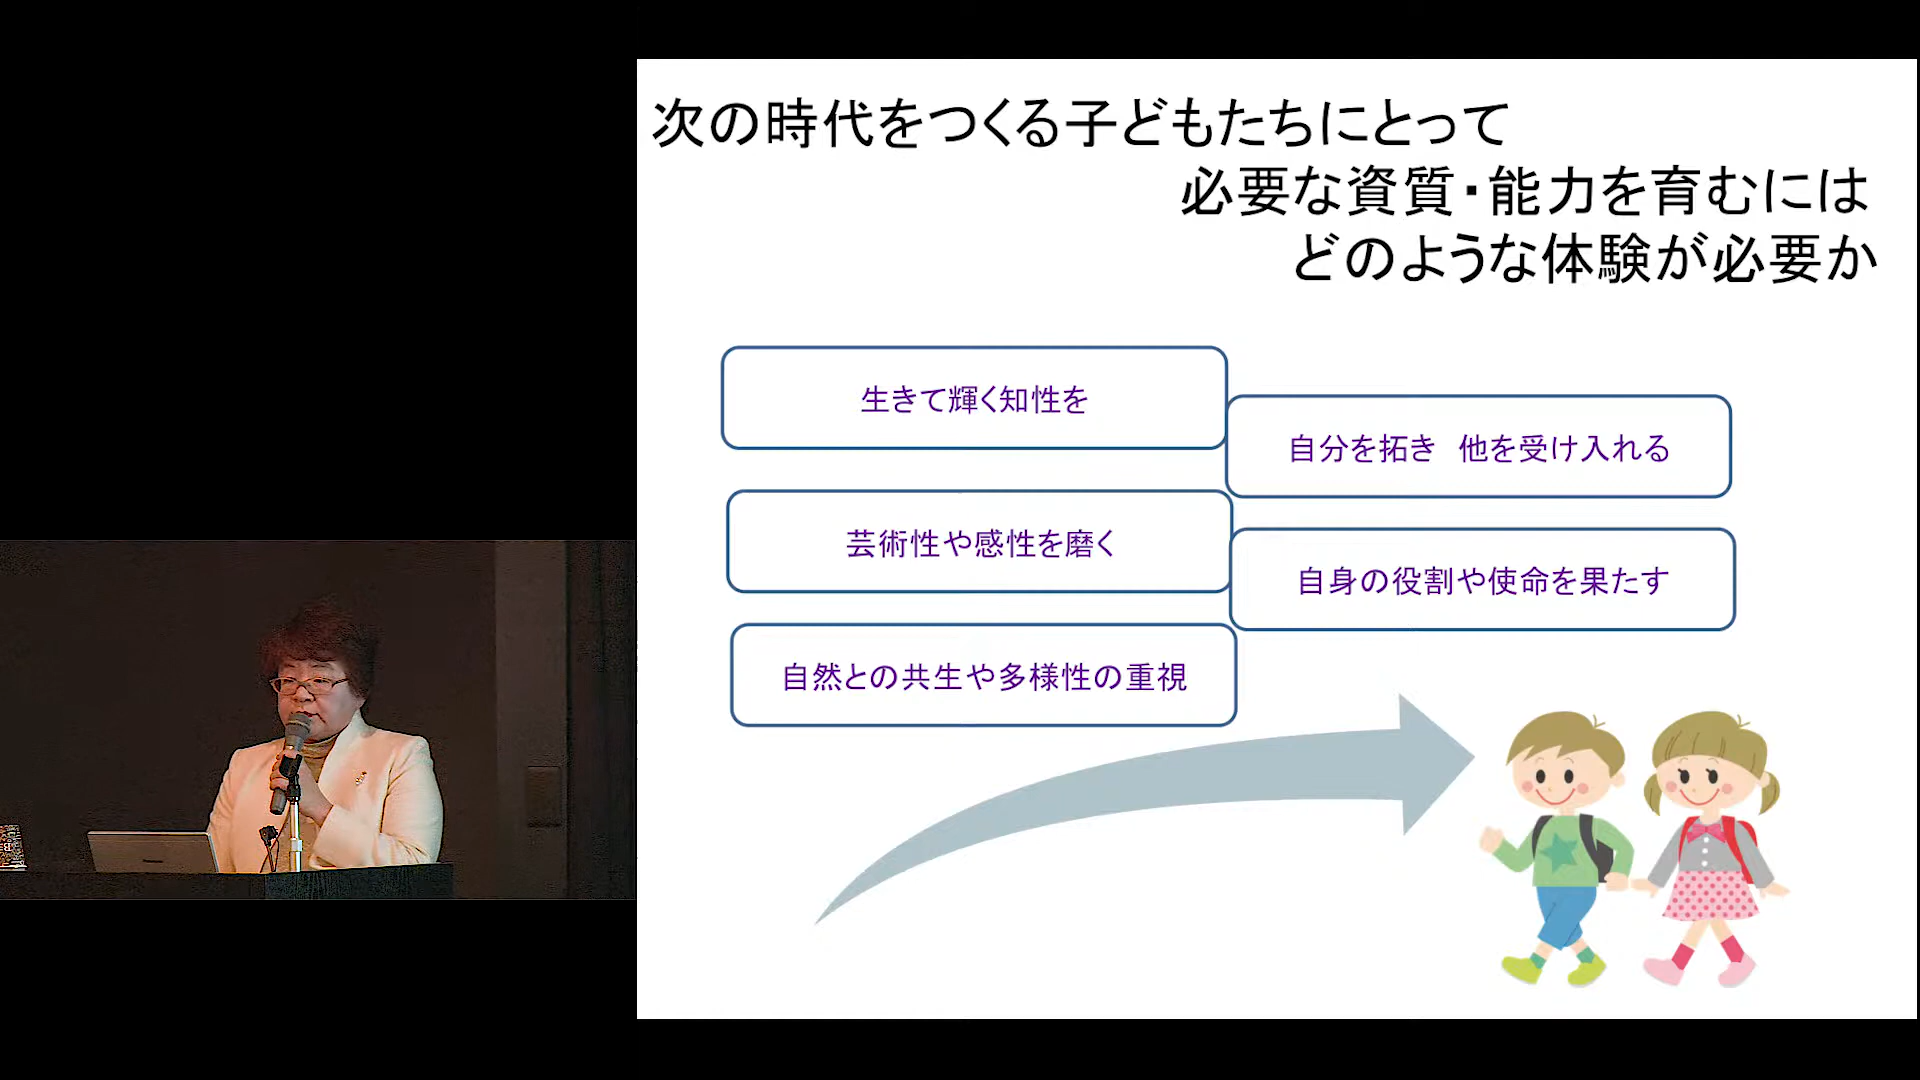 次の時代をつくる子どもたちにとって
必要な資質・能力を育むには
どのような体験が必要か
生きて輝く知性を
自分を拓き　他を受け入れる
芸術性や感性を磨く
自身の役割や使命を果たす
自然との共生や多様性の重視